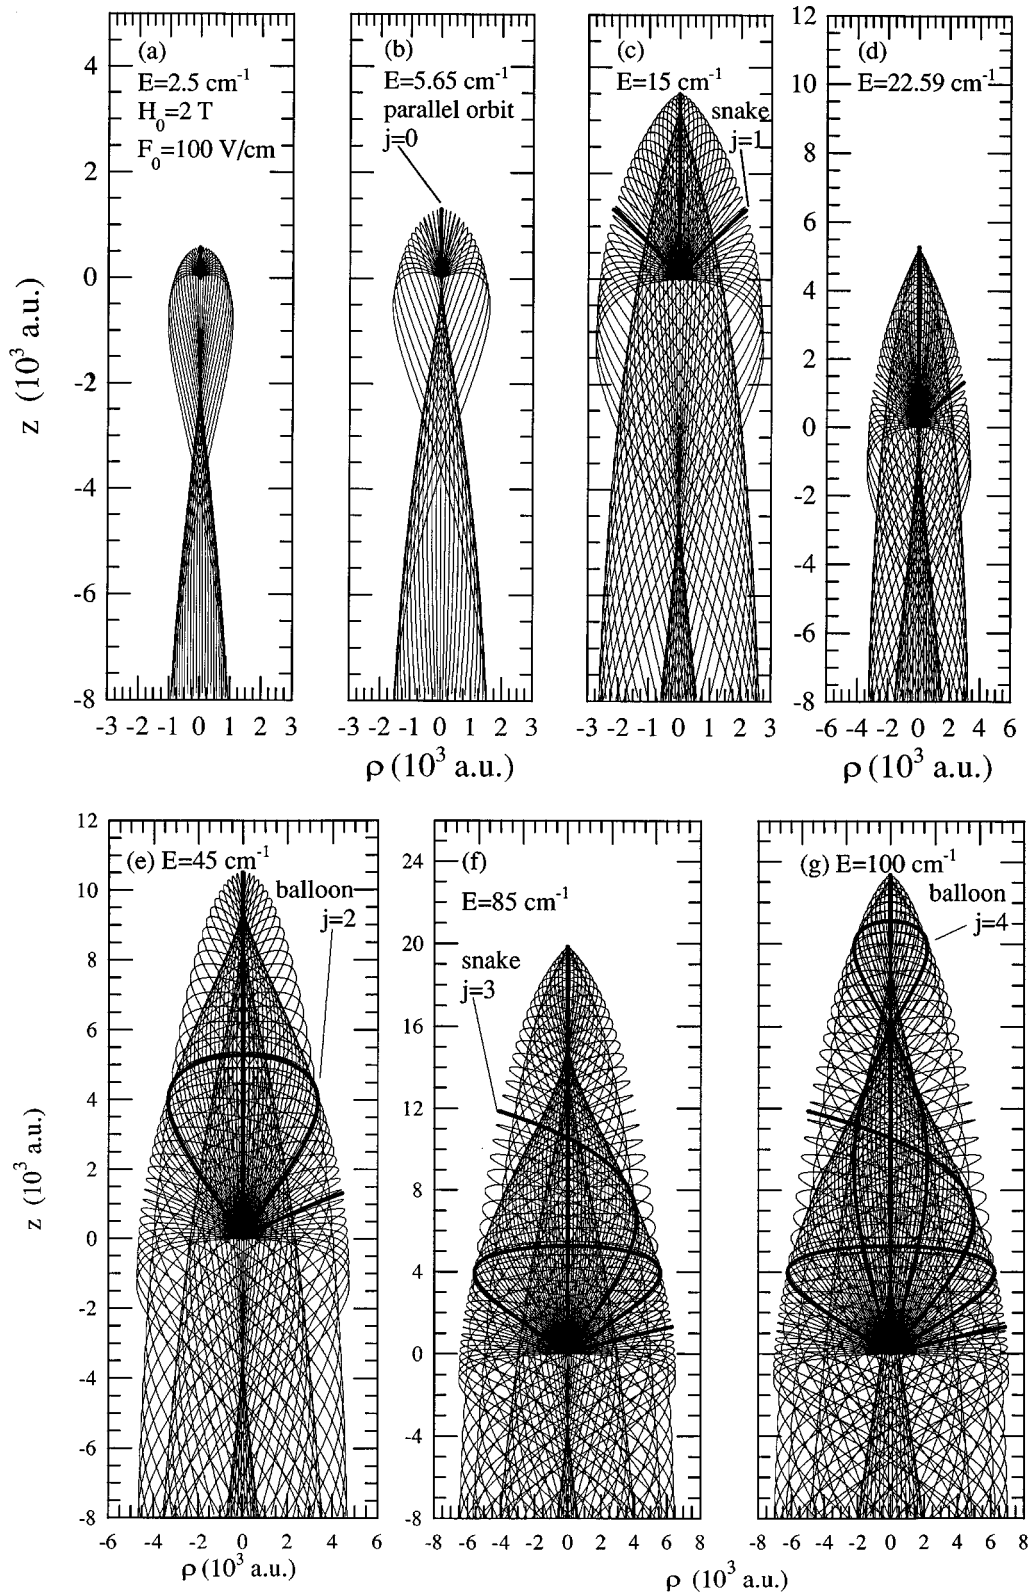 (a)
E=2.5 cm⁻¹
H₀=2 T
F₀=100 V/cm
(b)
E=5.65 cm⁻¹
parallel orbit
j=0
(c)
E=15 cm⁻¹
snake
j=1
(d)
E=22.59 cm⁻¹
4
2
0
-2
-4
-6
-8
12
10
8
6
4
2
0
-2
-4
-6
-8
z (10³ a.u.)
-3 -2 -1 0 1 2 3
-3 -2 -1 0 1 2 3
-3 -2 -1 0 1 2 3
-6 -4 -2 0 2 4 6
ρ (10³ a.u.)
ρ (10³ a.u.)
(e) E=45 cm⁻¹
balloon
j=2
(f)
E=85 cm⁻¹
snake
j=3
(g) E=100 cm⁻¹
balloon
j=4
12
10
8
6
4
2
0
-2
-4
-6
-8
24
20
16
12
8
4
0
-4
-8
z (10³ a.u.)
-6 -4 -2 0 2 4 6
-8 -6 -4 -2 0 2 4 6 8
-8 -6 -4 -2 0 2 4 6 8
ρ (10³ a.u.)
ρ (10³ a.u.)